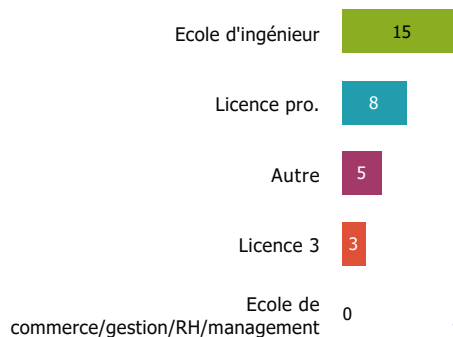 Ecole d'ingénieur 15
Licence pro. 8
Autre 5
Licence 3 3
Ecole de
commerce/gestion/RH/management 0